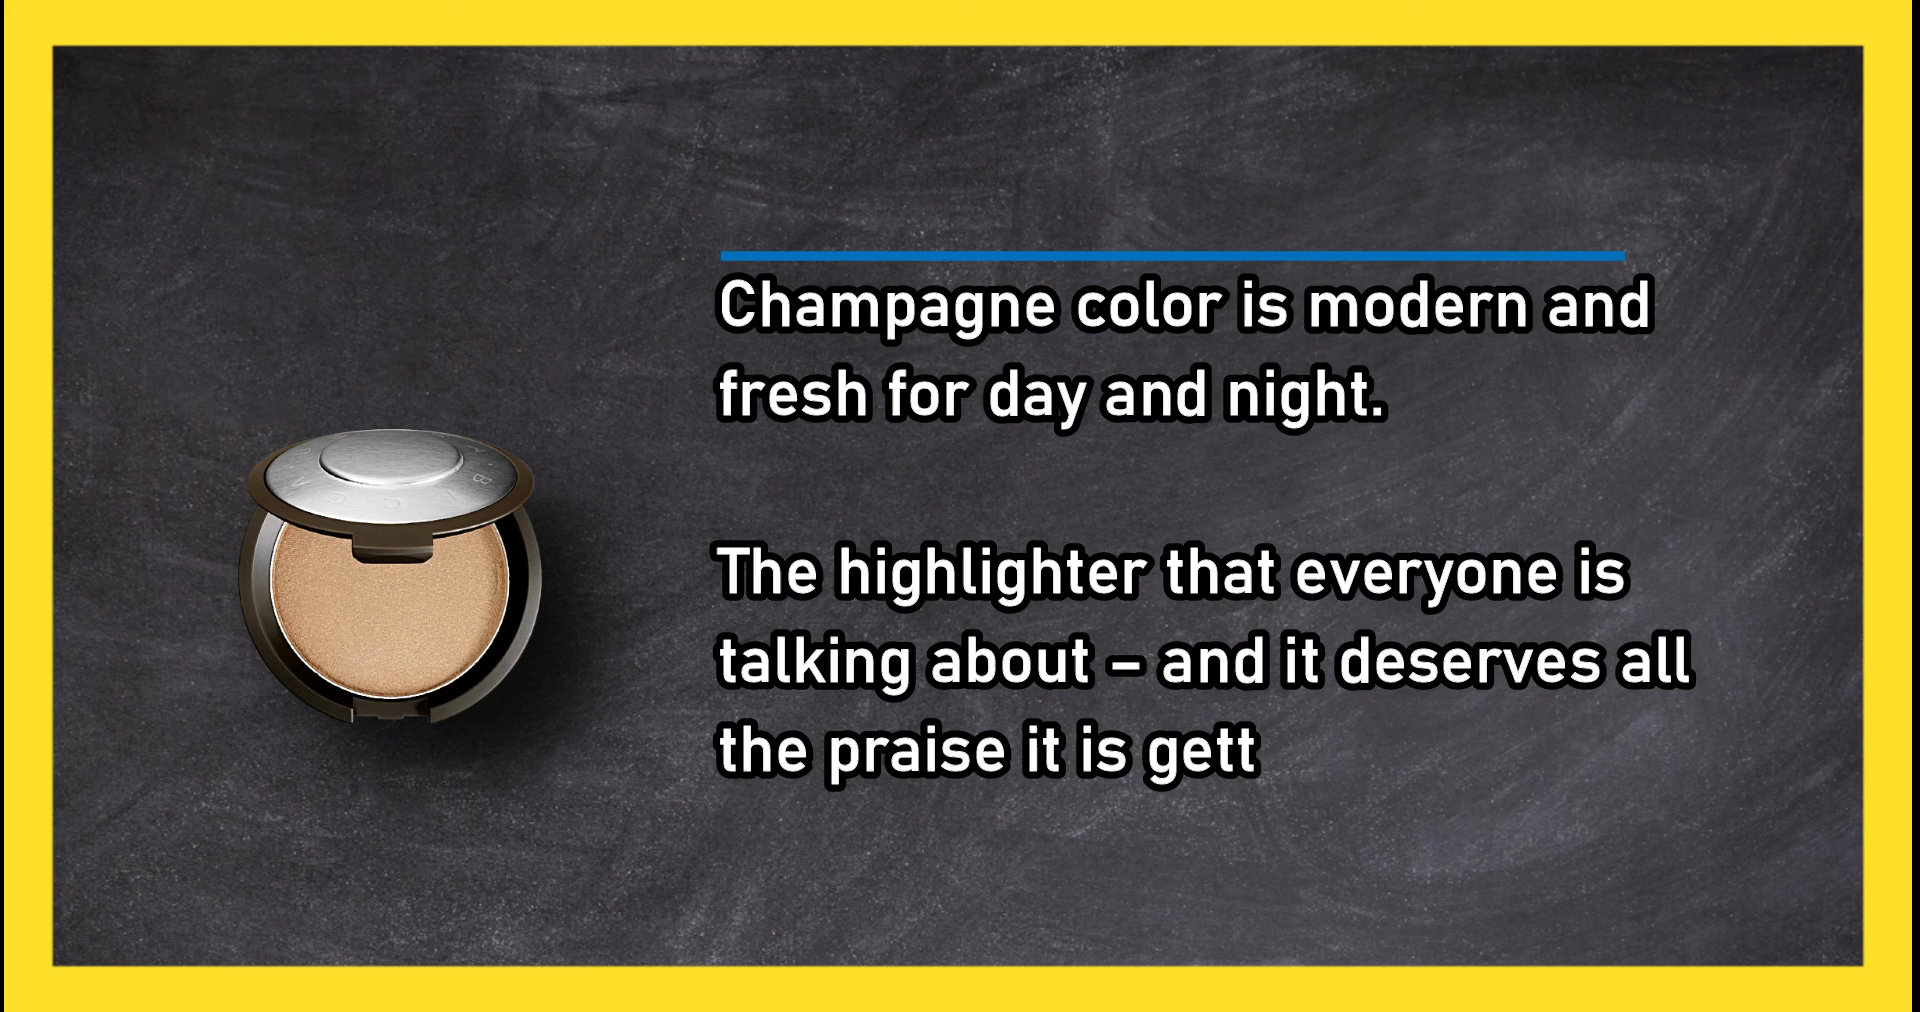 Champagne color is modern and
fresh for day and night.
The highlighter that everyone is
talking about – and it deserves all
the praise it is gett